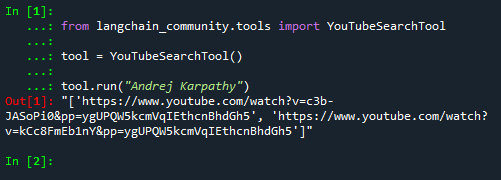 In [1]:
   ...: from langchain_community.tools import YouTubeSearchTool
   ...:
   ...: tool = YouTubeSearchTool()
   ...:
   ...: tool.run("Andrej Karpathy")
Out[1]: "['https://www.youtube.com/watch?v=c3b-
JASoPi0&pp=ygUPQW5kcmVqIEthcnBhdGh5', 'https://www.youtube.com/watch?
v=kCc8FmEb1nY&pp=ygUPQW5kcmVqIEthcnBhdGh5']"
In [2]: